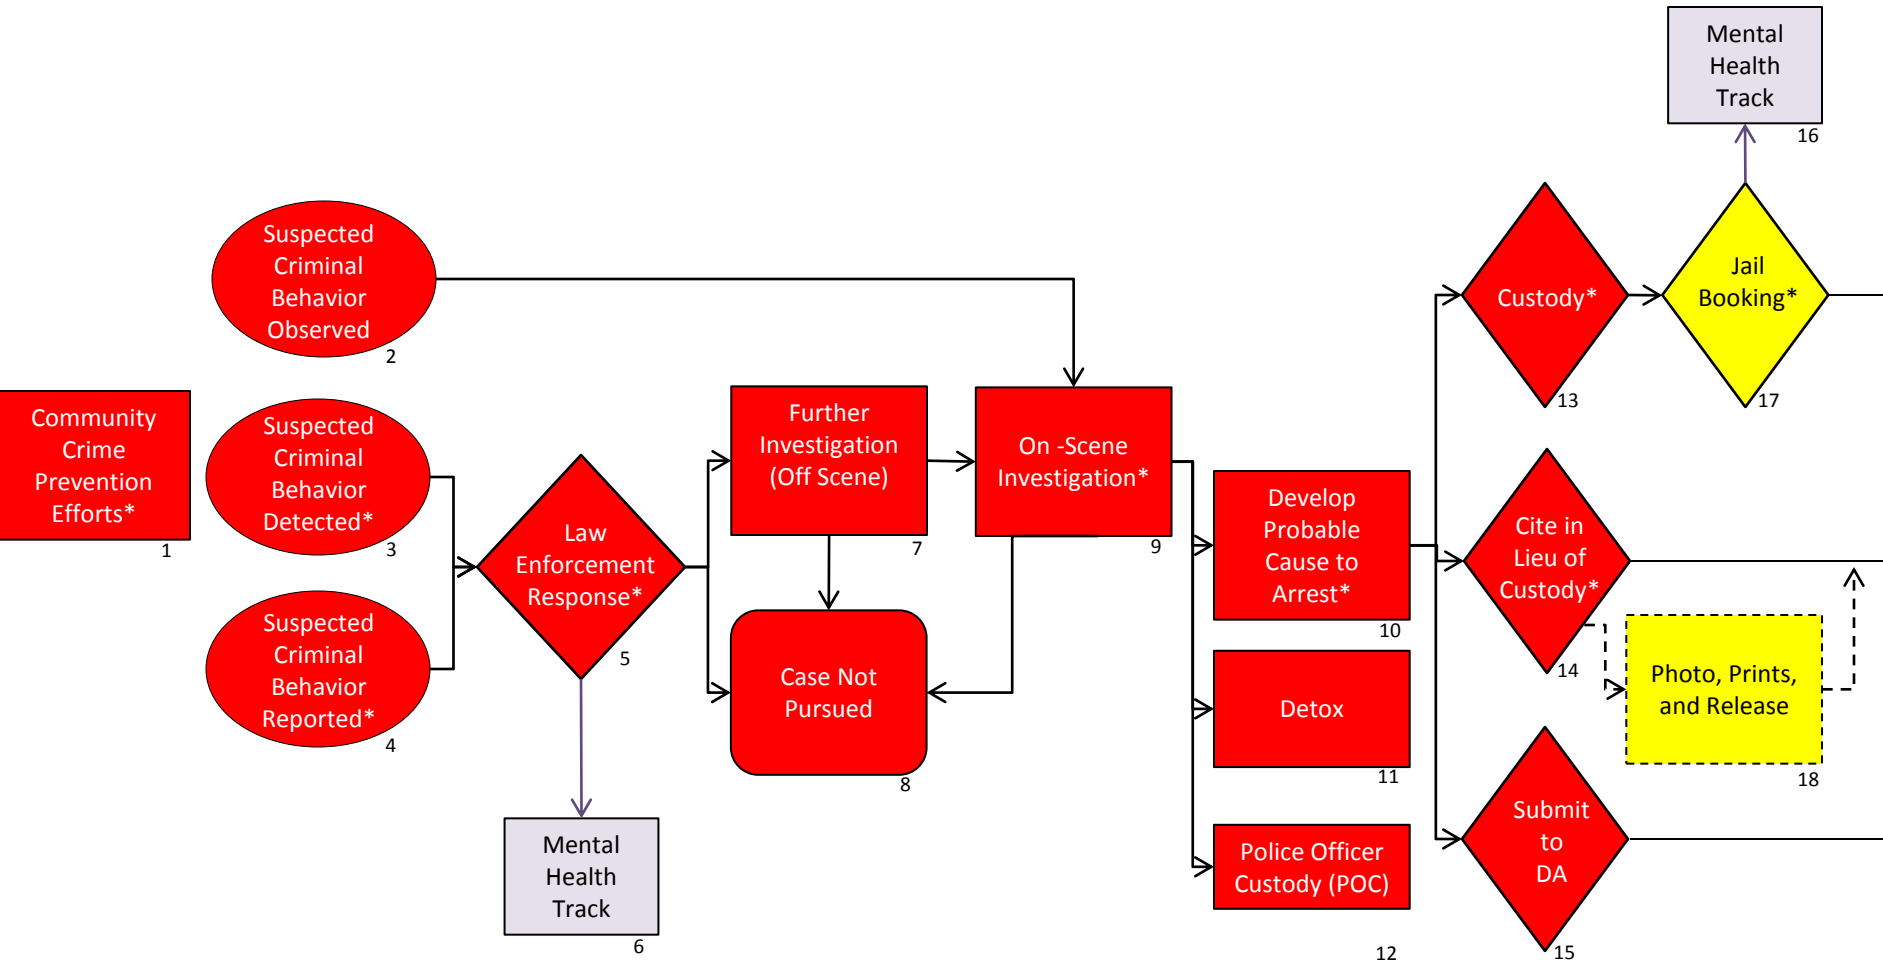 Community
Crime
Prevention
Efforts*
1
Suspected
Criminal
Behavior
Observed
2
Suspected
Criminal
Behavior
Detected*
3
Suspected
Criminal
Behavior
Reported*
4
Law
Enforcement
Response*
5
Mental
Health
Track
6
Further
Investigation
(Off Scene)
7
Case Not
Pursued
8
On -Scene
Investigation*
9
Develop
Probable
Cause to
Arrest*
10
Detox
11
Police Officer
Custody (POC)
12
Custody*
13
Cite in
Lieu of
Custody*
14
Submit
to
DA
15
Mental
Health
Track
16
Jail
Booking*
17
Photo, Prints,
and Release
18